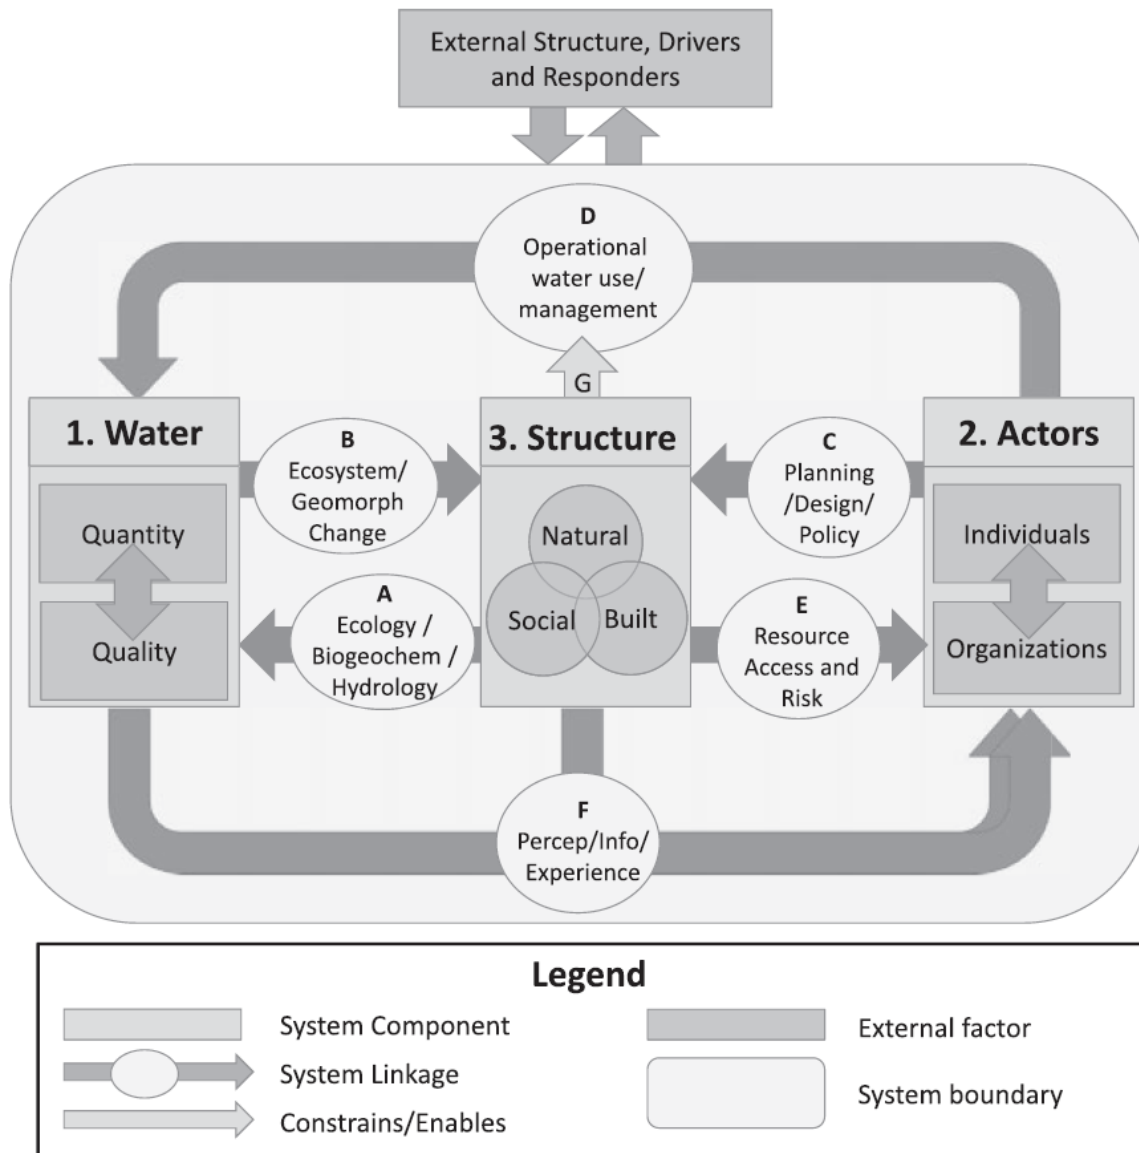 External Structure, Drivers
and Responders
D
Operational
water use/
management
G
1. Water
Quantity
Quality
B
Ecosystem/
Geomorph
Change
A
Ecology /
Biogeochem /
Hydrology
3. Structure
Natural
Social
Built
C
Planning
/Design/
Policy
E
Resource
Access and
Risk
2. Actors
Individuals
Organizations
F
Percep/Info/
Experience
Legend
System Component
System Linkage
Constrains/Enables
External factor
System boundary